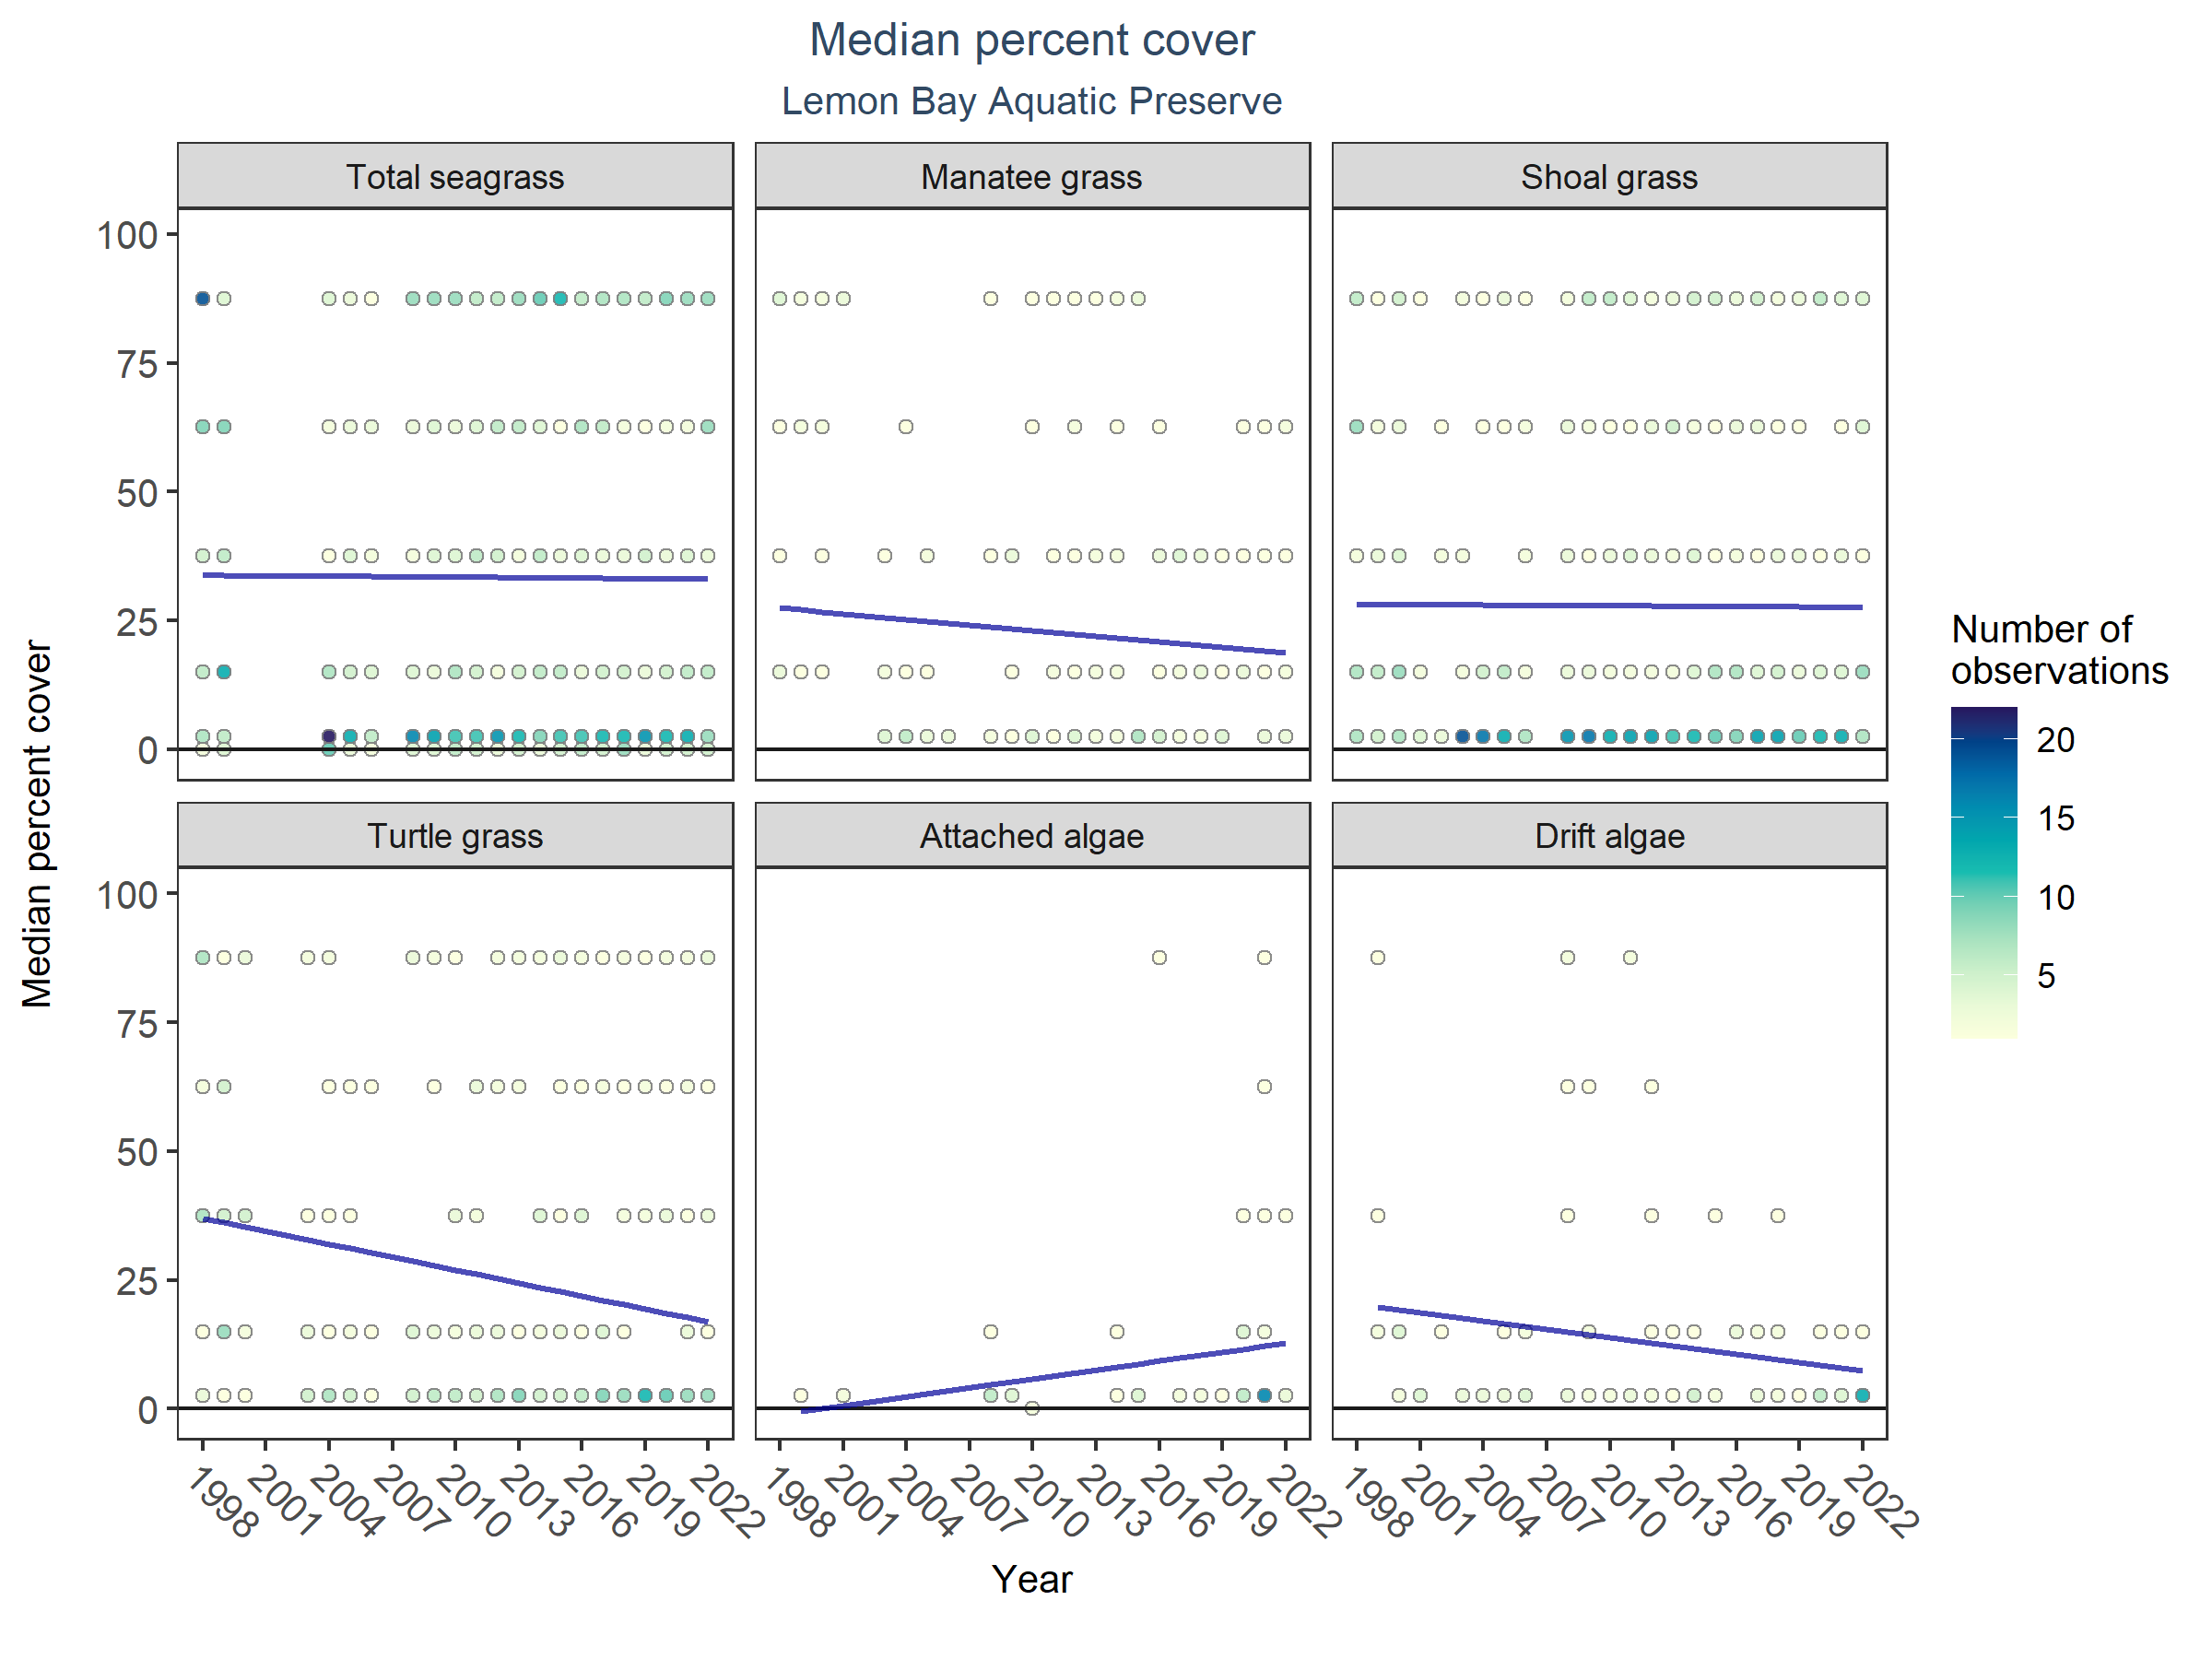 Median percent cover
Lemon Bay Aquatic Preserve
Total seagrass
Manatee grass
Shoal grass
100
75
50
25
0
Turtle grass
Attached algae
Drift algae
100
75
50
25
0
Median percent cover
1998 2001 2004 2007 2010 2013 2016 2019 2022
1998 2001 2004 2007 2010 2013 2016 2019 2022
1998 2001 2004 2007 2010 2013 2016 2019 2022
Year
Number of
observations
20
15
10
5